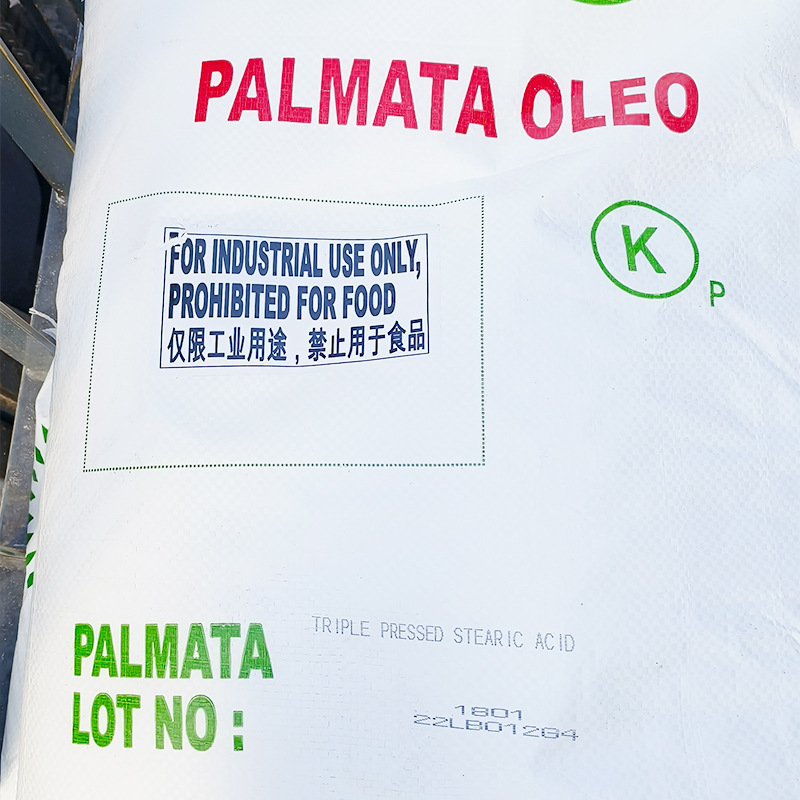 PALMATA OLEO
K
P
FOR INDUSTRIAL USE ONLY,
PROHIBITED FOR FOOD
仅限工业用途，禁止用于食品
PALMATA
TRIPLE PRESSED STEARIC ACID
LOT NO :
1801
22LB01284